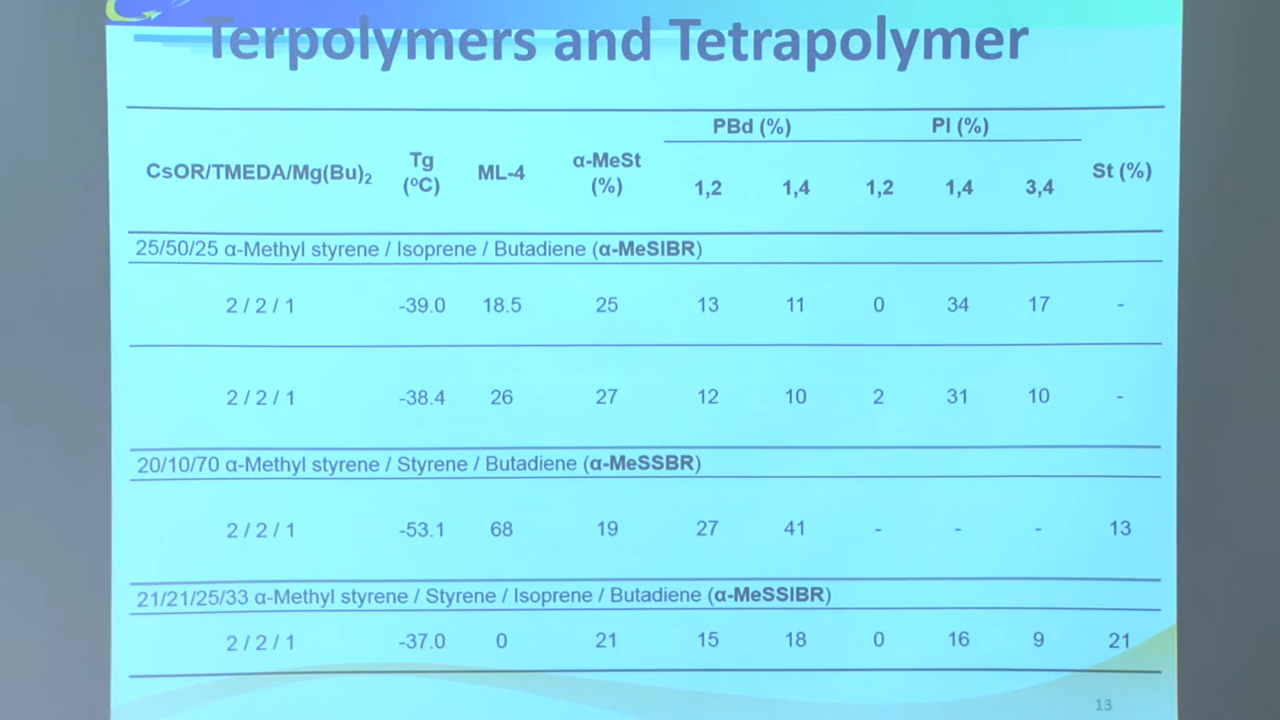 Terpolymers and Tetrapolymer
CsOR/TMEDA/Mg(Bu)₂ Tg (ºC) ML-4 α-MeSt (%) PBd (%) PI (%) St (%)
1,2 1,4 1,2 1,4 3,4
25/50/25 α-Methyl styrene / Isoprene / Butadiene (α-MeSIBR)
2 / 2 / 1 -39.0 18.5 25 13 11 0 34 17 -
2 / 2 / 1 -38.4 26 27 12 10 2 31 10 -
20/10/70 α-Methyl styrene / Styrene / Butadiene (α-MeSSBR)
2 / 2 / 1 -53.1 68 19 27 41 - - - 13
21/21/25/33 α-Methyl styrene / Styrene / Isoprene / Butadiene (α-MeSSIBR)
2 / 2 / 1 -37.0 0 21 15 18 0 16 9 21
13